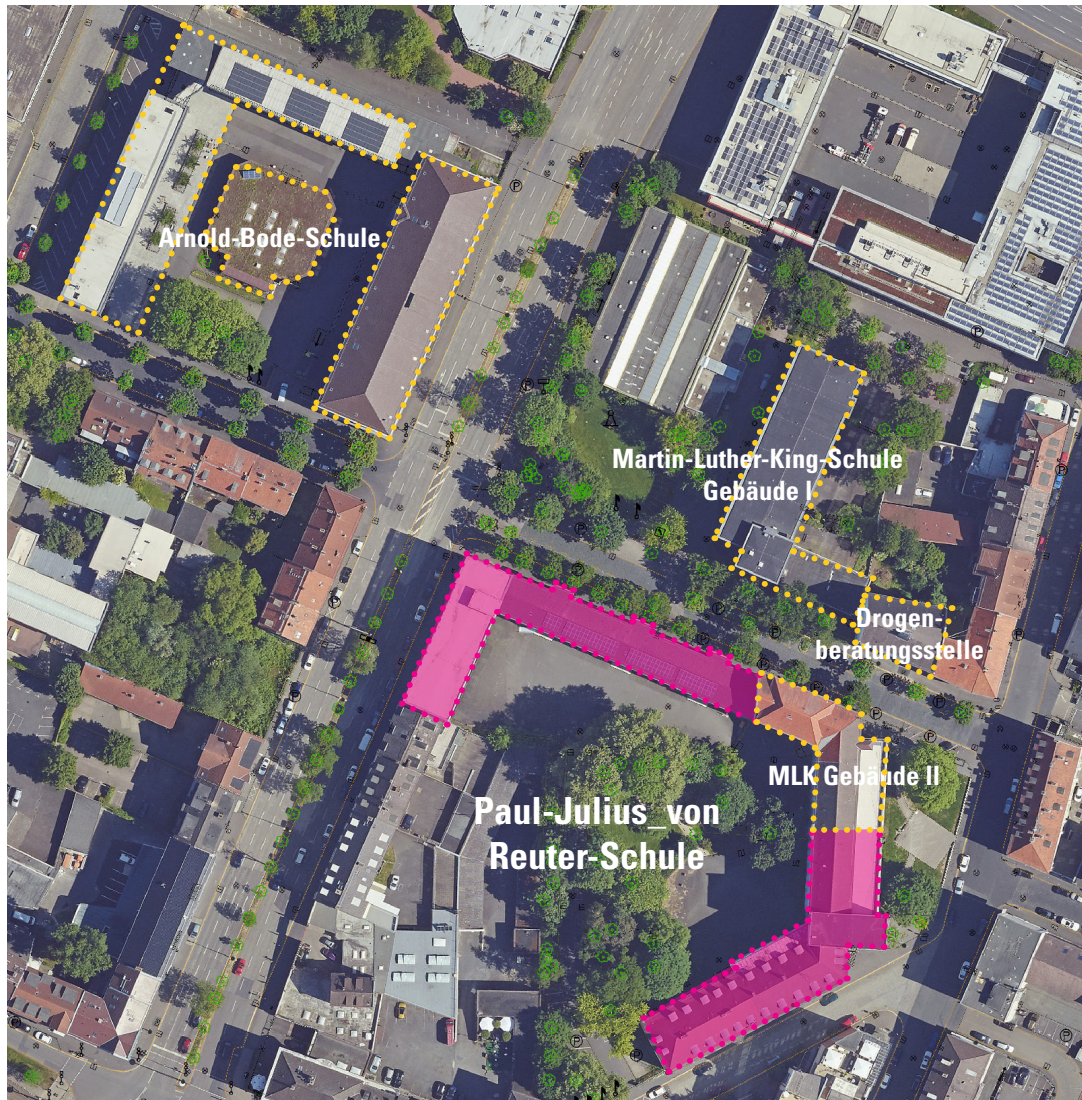 Arnold-Bode-Schule
Martin-Luther-King-Schule
Gebäude I
Drogen-
beratungsstelle
MLK Gebäude II
Paul-Julius_von
Reuter-Schule